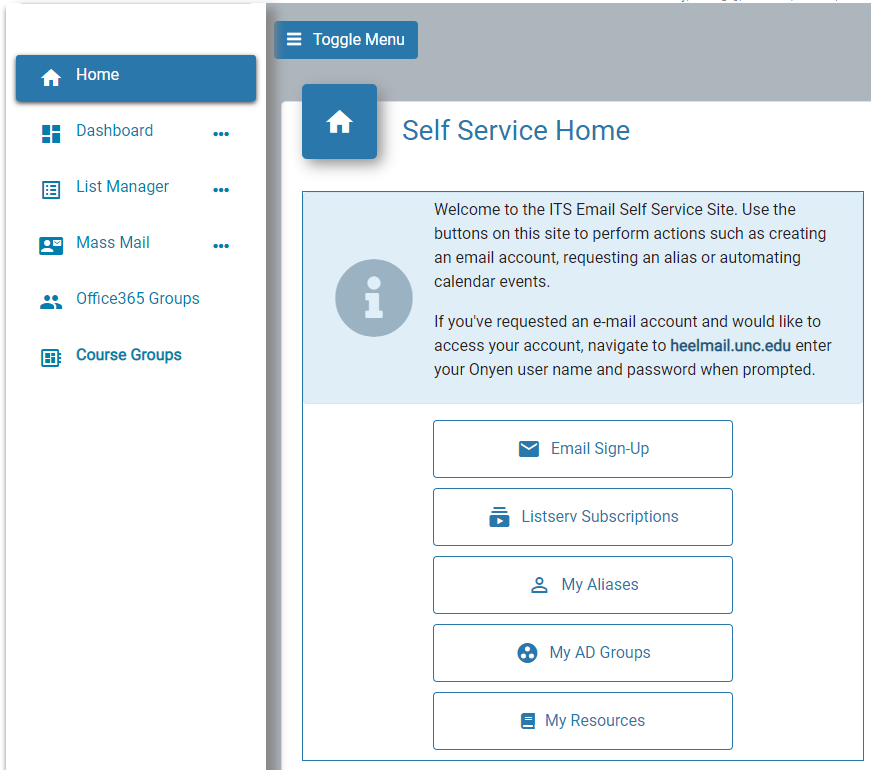 Toggle Menu
Home
Dashboard
List Manager
Mass Mail
Office365 Groups
Course Groups
Self Service Home
Welcome to the ITS Email Self Service Site. Use the
buttons on this site to perform actions such as creating
an email account, requesting an alias or automating
calendar events.
If you've requested an e-mail account and would like to
access your account, navigate to heelmail.unc.edu enter
your Onyen user name and password when prompted.
Email Sign-Up
Listserv Subscriptions
My Aliases
My AD Groups
My Resources